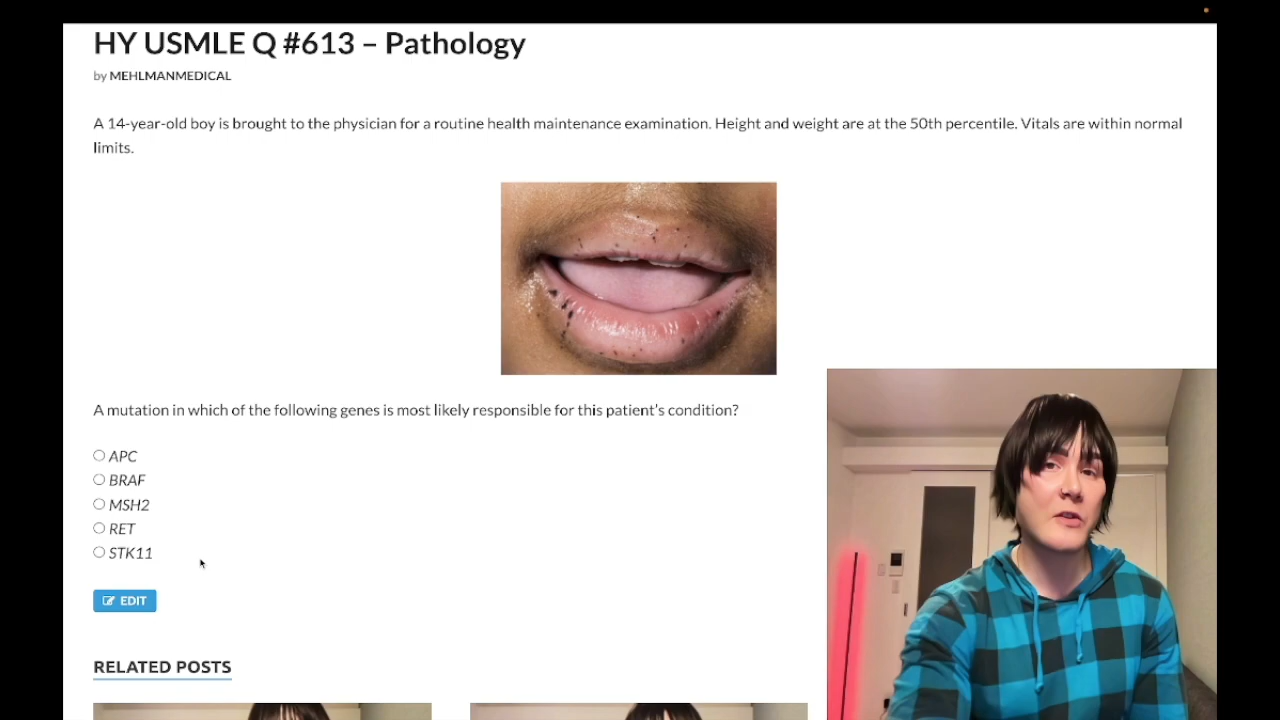 HY USMLE Q #613 – Pathology
by MEHLMANMEDICAL
A 14-year-old boy is brought to the physician for a routine health maintenance examination. Height and weight are at the 50th percentile. Vitals are within normal
limits.
A mutation in which of the following genes is most likely responsible for this patient's condition?
APC
BRAF
MSH2
RET
STK11
EDIT
RELATED POSTS